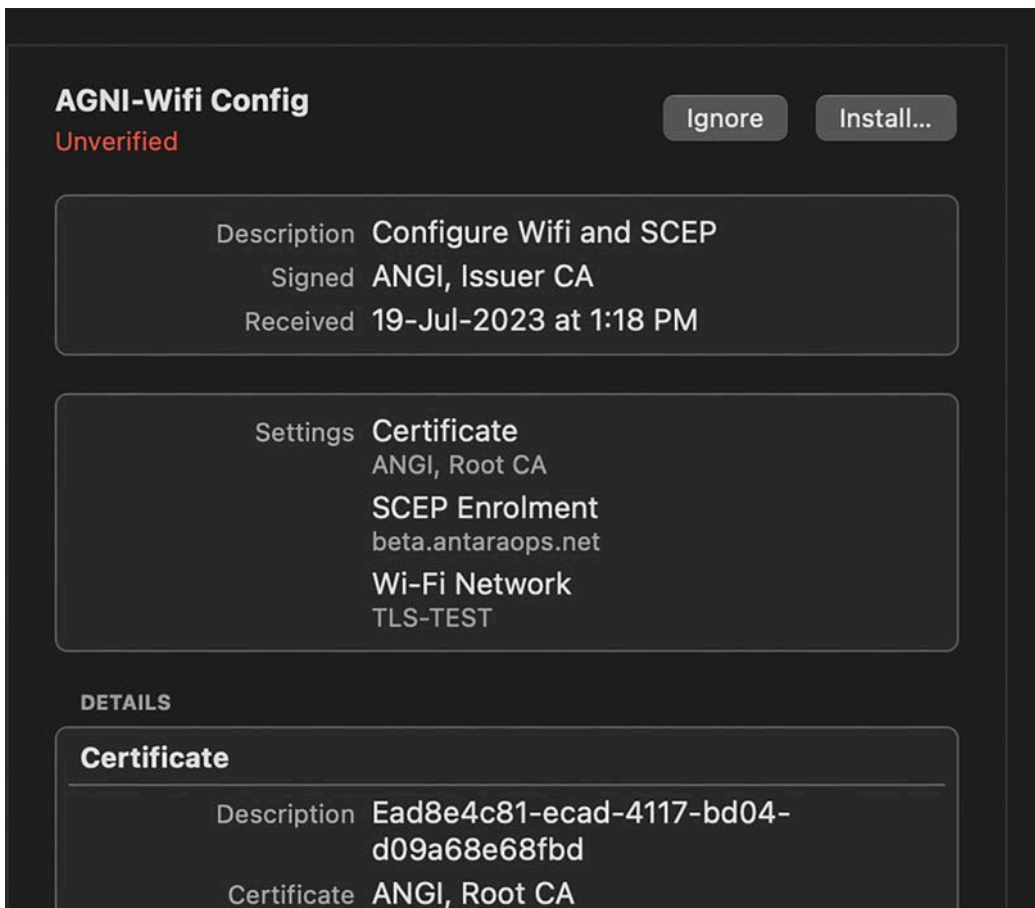 AGNI-Wifi Config
Unverified
Ignore
Install...
Description Configure Wifi and SCEP
Signed ANGI, Issuer CA
Received 19-Jul-2023 at 1:18 PM
Settings Certificate
ANGI, Root CA
SCEP Enrolment
beta.antaraops.net
Wi-Fi Network
TLS-TEST
DETAILS
Certificate
Description Ead8e4c81-ecad-4117-bd04-
d09a68e68fbd
Certificate ANGI, Root CA